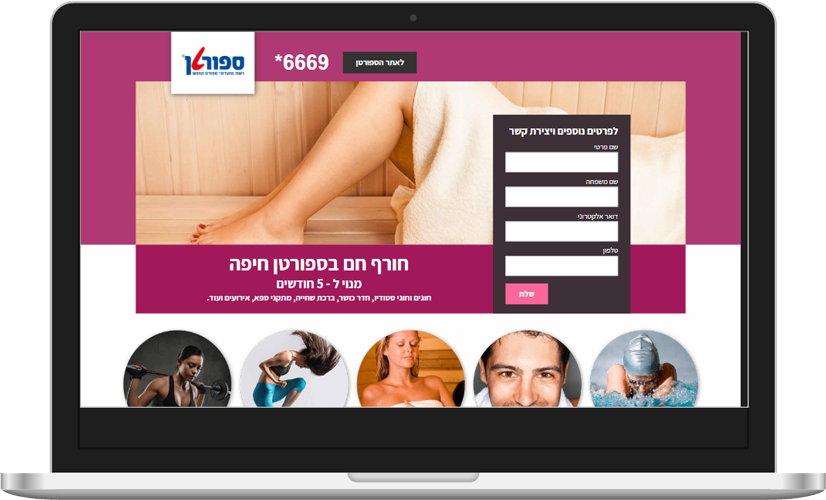 ספורטן
רשת מועדוני ספורט ונופש
*6669
לאתר הספורטן
לפרטים נוספים ויצירת קשר
שם פרטי
שם משפחה
דואר אלקטרוני
טלפון
שלח
חורף חם בספורטן חיפה
מנוי ל - 5 חודשים
חוגים וחוגי סטודיו, חדר כושר, ברכת שחייה, מתקני ספא, אירועים ועוד.